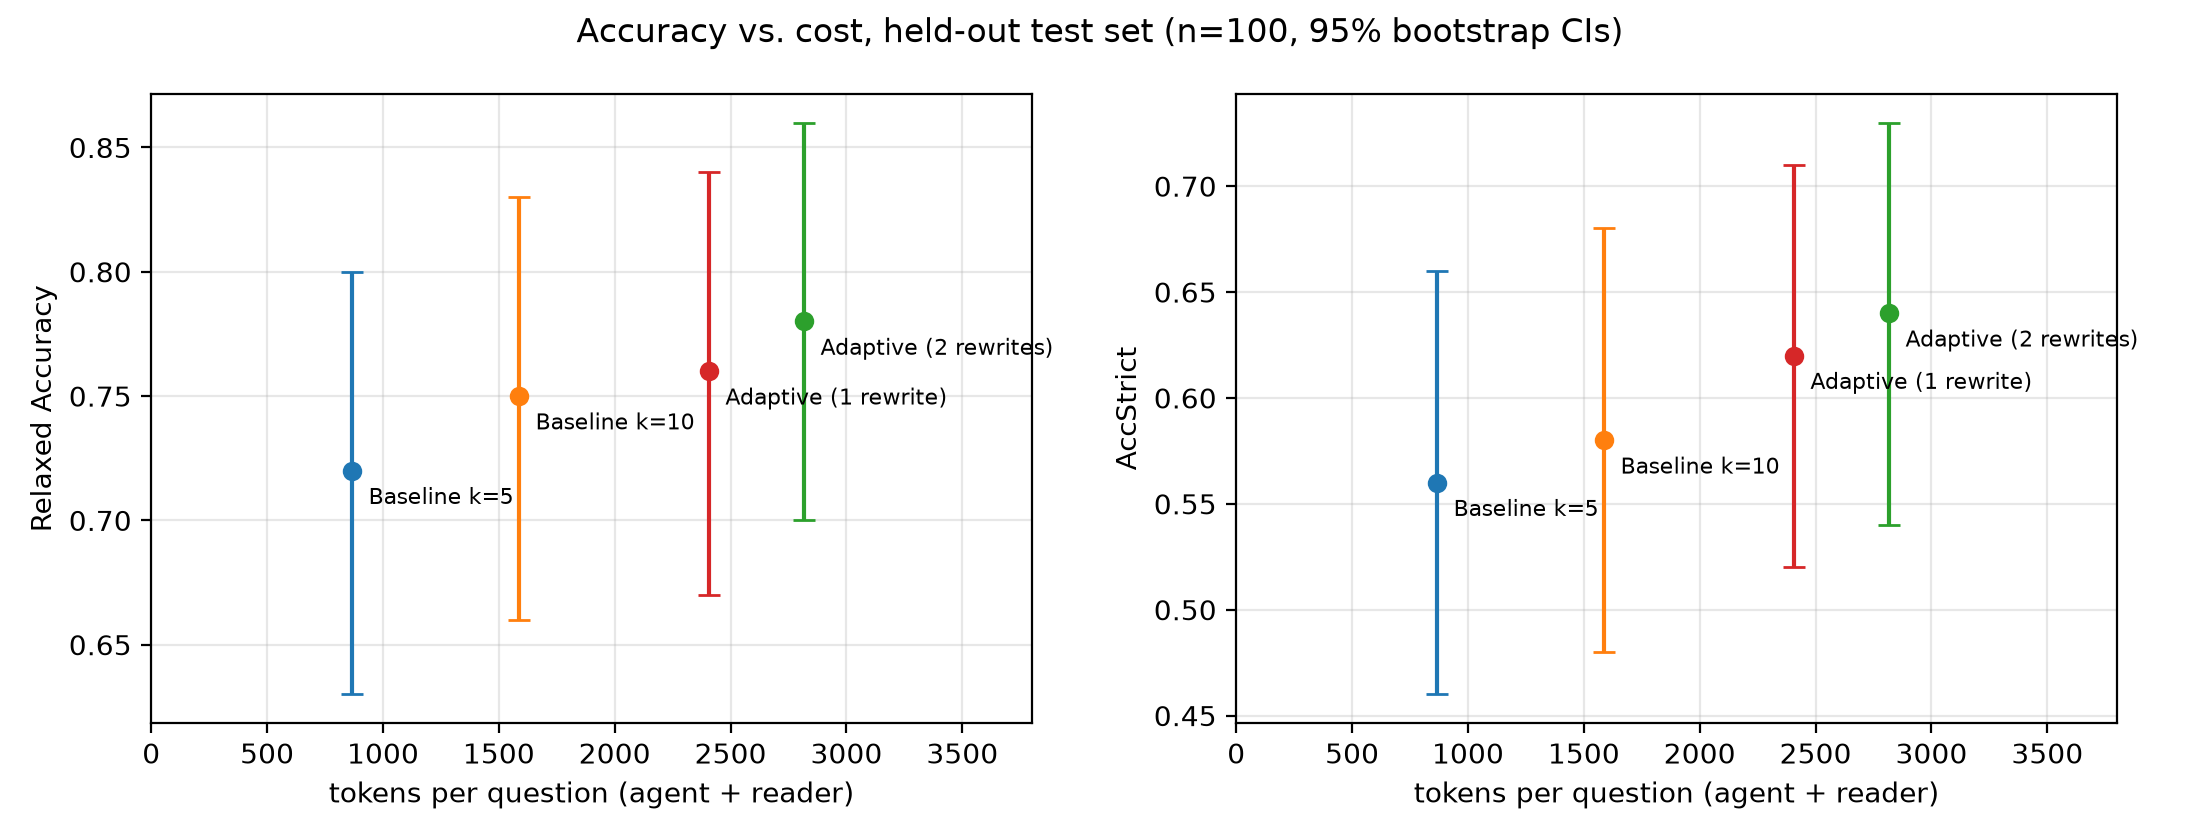 Accuracy vs. cost, held-out test set (n=100, 95% bootstrap CIs)
Relaxed Accuracy
0.85
0.80
0.75
0.70
0.65
Adaptive (2 rewrites)
Adaptive (1 rewrite)
Baseline k=10
Baseline k=5
0 500 1000 1500 2000 2500 3000 3500
tokens per question (agent + reader)
AccStrict
0.70
0.65
0.60
0.55
0.50
0.45
Adaptive (2 rewrites)
Adaptive (1 rewrite)
Baseline k=10
Baseline k=5
0 500 1000 1500 2000 2500 3000 3500
tokens per question (agent + reader)